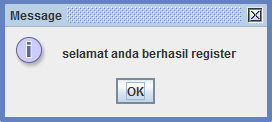 Message
selamat anda berhasil register
OK